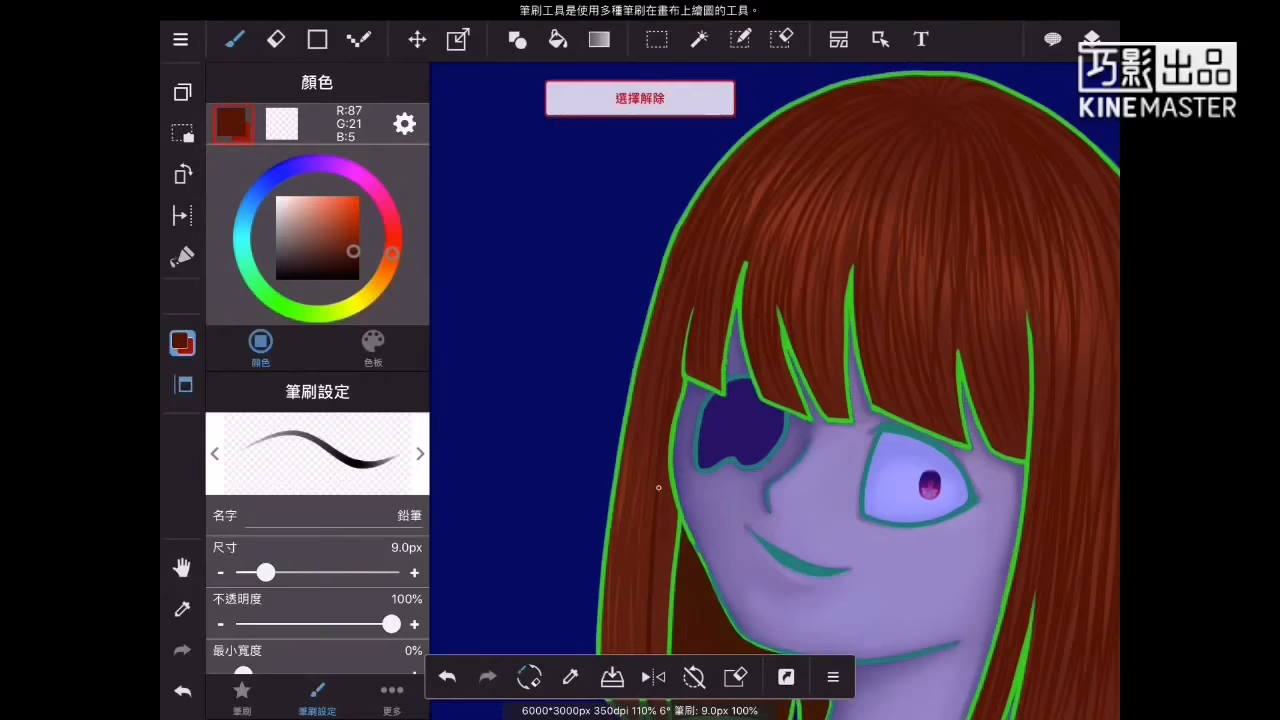 筆刷工具是使用多種筆刷在畫布上繪圖的工具。
巧影出品
KINEMASTER
顏色
選擇解除
R:87
G:21
B:5
T
顏色
色板
筆刷設定
名字 鉛筆
尺寸 9.0px
- +
不透明度 100%
- +
最小寬度 0%
筆刷
筆刷設定
更多
6000*3000px 350dpi 110% 6° 筆刷: 9.0px 100%